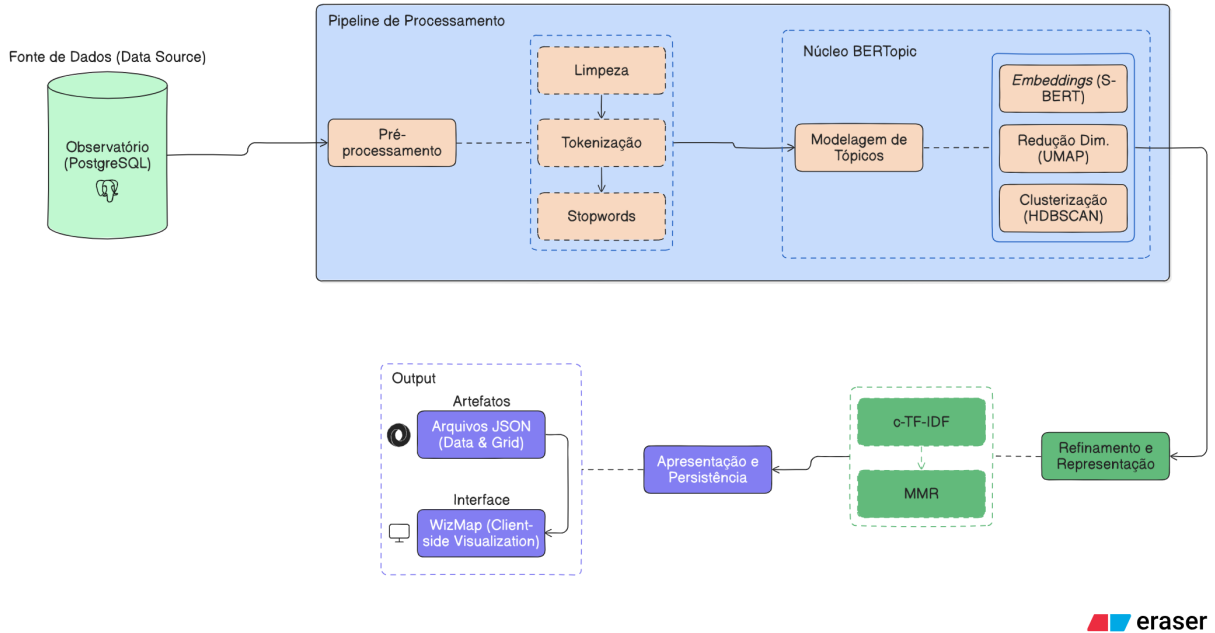 Pipeline de Processamento
Fonte de Dados (Data Source)
Observatório
(PostgreSQL)
Pré-
processamento
Limpeza
Tokenização
Stopwords
Núcleo BERTopic
Modelagem de
Tópicos
Embeddings (S-
BERT)
Redução Dim.
(UMAP)
Clusterização
(HDBSCAN)
Output
Artefatos
Arquivos JSON
(Data & Grid)
Interface
WizMap (Client-
side Visualization)
Apresentação e
Persistência
c-TF-IDF
MMR
Refinamento e
Representação
eraser